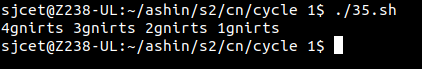 sjcet@Z238-UL:~/ashin/s2/cn/cycle 1$ ./35.sh
4gnirts 3gnirts 2gnirts 1gnirts
sjcet@Z238-UL:~/ashin/s2/cn/cycle 1$